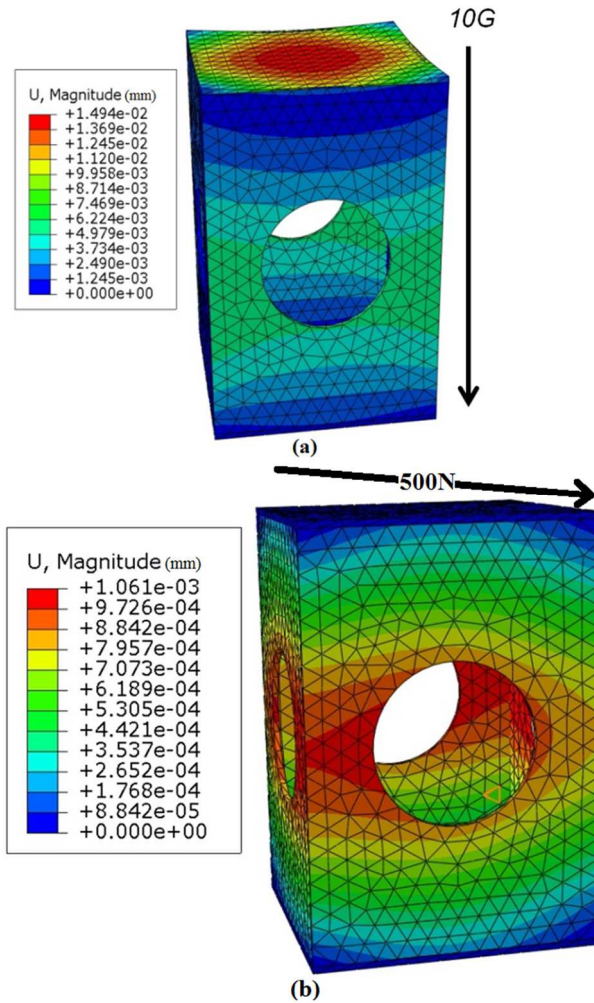 10G
U, Magnitude (mm)
+1.494e-02
+1.369e-02
+1.245e-02
+1.120e-02
+9.958e-03
+8.714e-03
+7.469e-03
+6.224e-03
+4.979e-03
+3.734e-03
+2.490e-03
+1.245e-03
+0.000e+00
(a)
500N
U, Magnitude (mm)
+1.061e-03
+9.726e-04
+8.842e-04
+7.957e-04
+7.073e-04
+6.189e-04
+5.305e-04
+4.421e-04
+3.537e-04
+2.652e-04
+1.768e-04
+8.842e-05
+0.000e+00
(b)